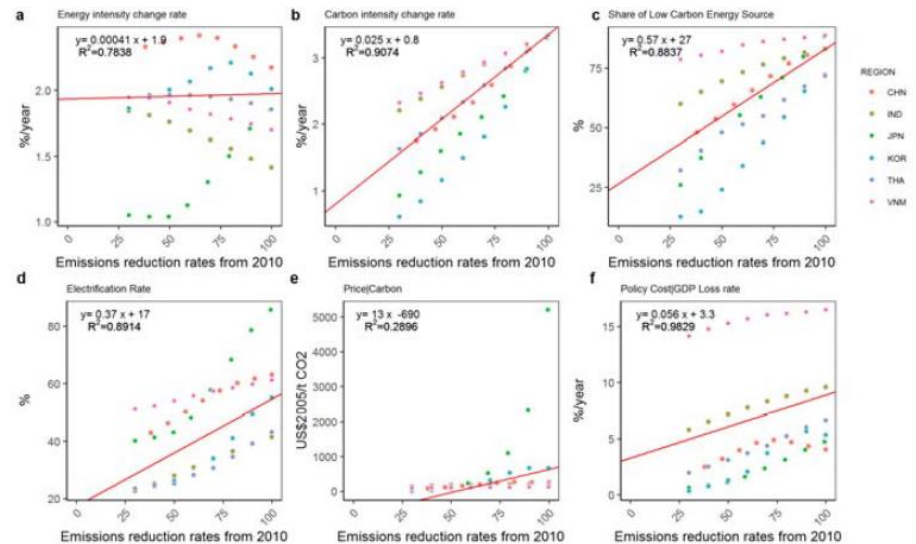 a Energy intensity change rate
y= 0.00041 x + 1.9
R²=0.7838
%/year
2.0
1.5
1.0
0 25 50 75 100
Emissions reduction rates from 2010
b Carbon intensity change rate
y= 0.025 x + 0.8
R²=0.9074
%/year
3
2
1
0 25 50 75 100
Emissions reduction rates from 2010
c Share of Low Carbon Energy Source
y= 0.57 x + 27
R²=0.8837
%
75
50
25
0 25 50 75 100
Emissions reduction rates from 2010
REGION
CHN
IND
JPN
KOR
THA
VNM
d Electrification Rate
y= 0.37 x + 17
R²=0.8914
%
80
60
40
20
0 25 50 75 100
Emissions reduction rates from 2010
e Price|Carbon
y= 13 x -690
R²=0.2896
US$2005/t CO2
5000
4000
3000
2000
1000
0
0 25 50 75 100
Emissions reduction rates from 2010
f Policy Cost|GDP Loss rate
y= 0.056 x + 3.3
R²=0.9829
%/year
15
10
5
0
0 25 50 75 100
Emissions reduction rates from 2010